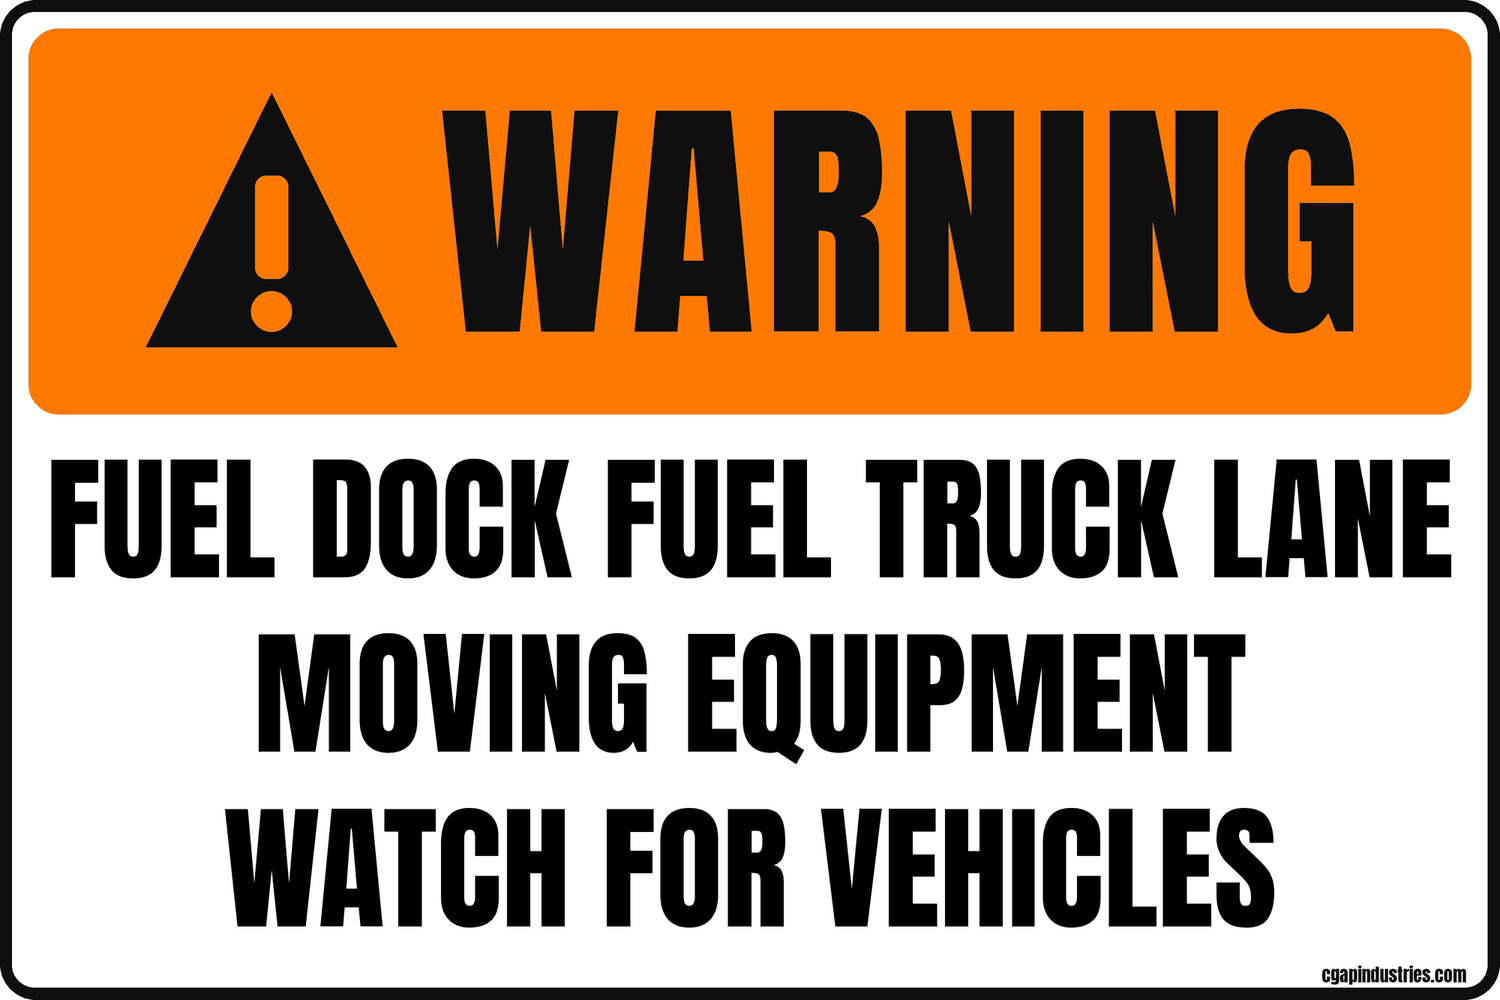 WARNING
FUEL DOCK FUEL TRUCK LANE
MOVING EQUIPMENT
WATCH FOR VEHICLES
cgapindustries.com